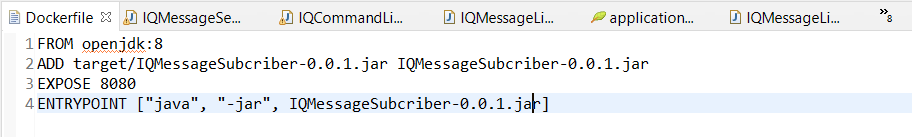 Dockerfile IQMessageSe... IQCommandLi... IQMessageLi... application... IQMessageLi... »8
1 FROM openjdk:8
2 ADD target/IQMessageSubcriber-0.0.1.jar IQMessageSubcriber-0.0.1.jar
3 EXPOSE 8080
4 ENTRYPOINT ["java", "-jar", IQMessageSubcriber-0.0.1.jar]